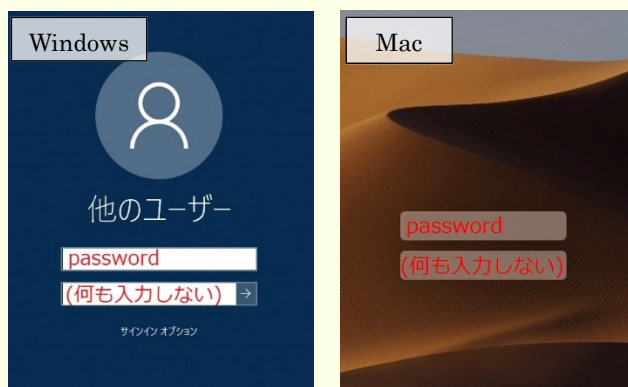 Windows
他のユーザー
password
(何も入力しない)
サインイン オプション
Mac
password
(何も入力しない)